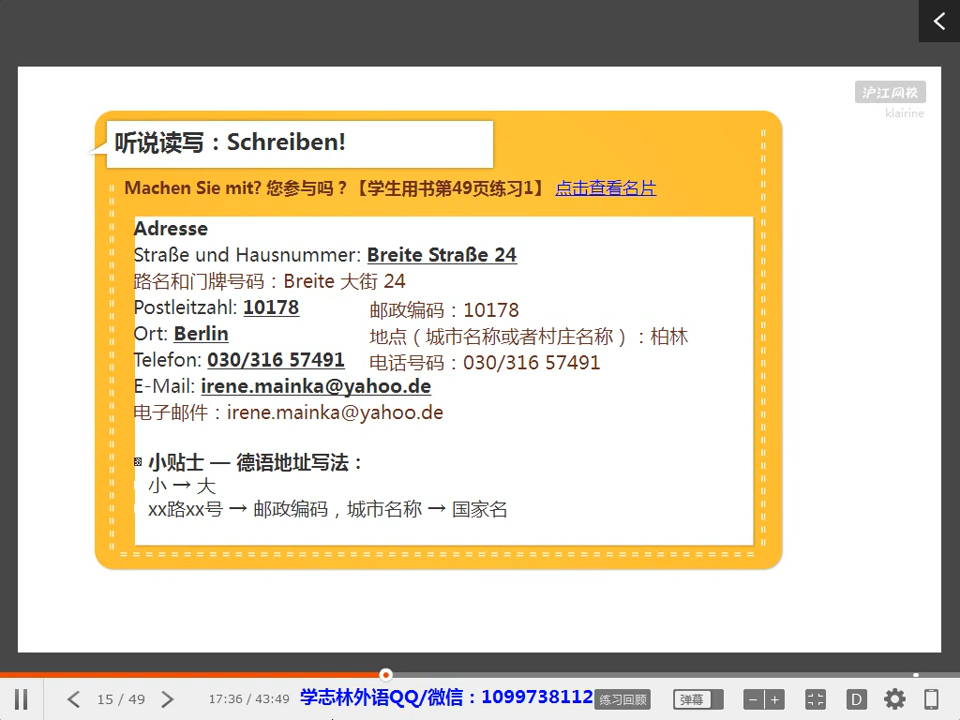 沪江网校
klairine
听说读写：Schreiben!
Machen Sie mit? 您参与吗？【学生用书第49页练习1】 点击查看名片
Adresse
Straße und Hausnummer: Breite Straße 24
路名和门牌号码：Breite 大街 24
Postleitzahl: 10178 邮政编码：10178
Ort: Berlin 地点（城市名称或者村庄名称）：柏林
Telefon: 030/316 57491 电话号码：030/316 57491
E-Mail: irene.mainka@yahoo.de
电子邮件：irene.mainka@yahoo.de
小贴士 — 德语地址写法：
小 → 大
xx路xx号 → 邮政编码，城市名称 → 国家名
15 / 49 17:36 / 43:49 学志林外语QQ/微信：1099738112 练习回顾 弹幕 D